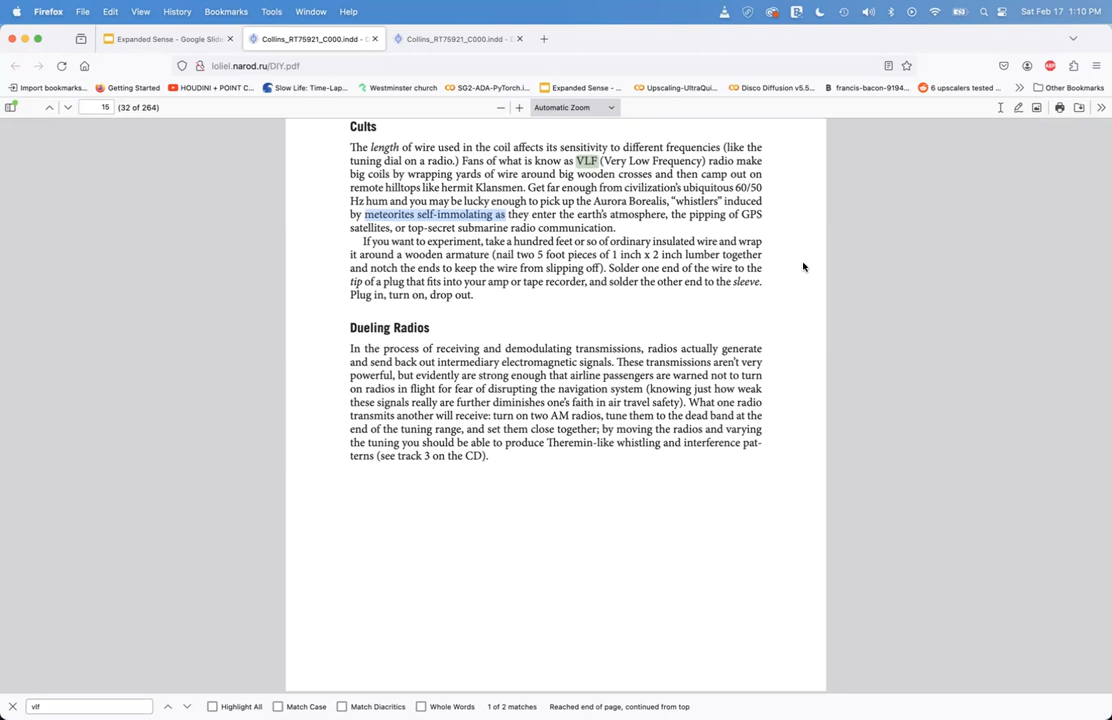 Firefox File Edit View History Bookmarks Tools Window Help Sat Feb 17 1:10 PM
Expanded Sense - Google Slide Collins_RT75921_C000.indd - D Collins_RT75921_C000.indd - D
loliel.narod.ru/DIY.pdf
Import bookmarks... Getting Started HOUDINI + POINT C... Slow Life: Time-Lap... Westminster church SG2-ADA-PyTorch.i... Expanded Sense -... Upscaling-UltraQui... Disco Diffusion v5.5... B francis-bacon-9194... 6 upscalers tested ... Other Bookmarks
15 (32 of 264) Automatic Zoom
Cults
The length of wire used in the coil affects its sensitivity to different frequencies (like the
tuning dial on a radio.) Fans of what is know as VLF (Very Low Frequency) radio make
big coils by wrapping yards of wire around big wooden crosses and then camp out on
remote hilltops like hermit Klansmen. Get far enough from civilization's ubiquitous 60/50
Hz hum and you may be lucky enough to pick up the Aurora Borealis, “whistlers” induced
by meteorites self-immolating as they enter the earth's atmosphere, the pipping of GPS
satellites, or top-secret submarine radio communication.
If you want to experiment, take a hundred feet or so of ordinary insulated wire and wrap
it around a wooden armature (nail two 5 foot pieces of 1 inch x 2 inch lumber together
and notch the ends to keep the wire from slipping off). Solder one end of the wire to the
tip of a plug that fits into your amp or tape recorder, and solder the other end to the sleeve.
Plug in, turn on, drop out.
Dueling Radios
In the process of receiving and demodulating transmissions, radios actually generate
and send back out intermediary electromagnetic signals. These transmissions aren't very
powerful, but evidently are strong enough that airline passengers are warned not to turn
on radios in flight for fear of disrupting the navigation system (knowing just how weak
these signals really are further diminishes one's faith in air travel safety). What one radio
transmits another will receive: turn on two AM radios, tune them to the dead band at the
end of the tuning range, and set them close together; by moving the radios and varying
the tuning you should be able to produce Theremin-like whistling and interference pat-
terns (see track 3 on the CD).
vlf Highlight All Match Case Match Diacritics Whole Words 1 of 2 matches Reached end of page, continued from top